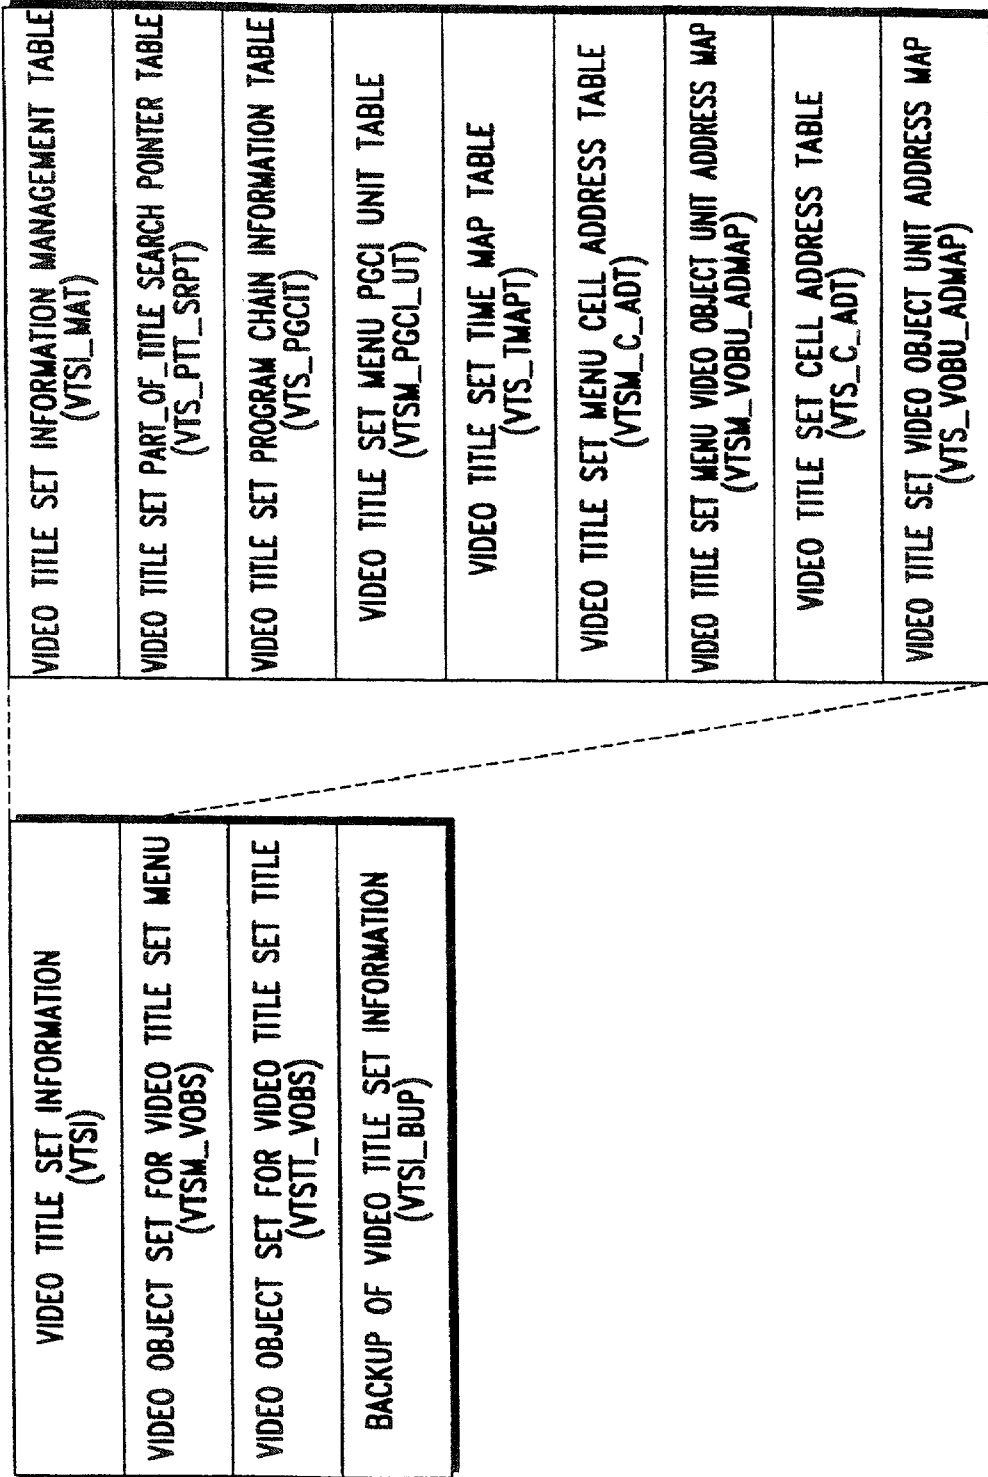 VIDEO TITLE SET INFORMATION
(VTSI)
VIDEO OBJECT SET FOR VIDEO TITLE SET MENU
(VTSM_VOBS)
VIDEO OBJECT SET FOR VIDEO TITLE SET TITLE
(VTSTT_VOBS)
BACKUP OF VIDEO TITLE SET INFORMATION
(VTSI_BUP)
VIDEO TITLE SET INFORMATION MANAGEMENT TABLE
(VTSI_MAT)
VIDEO TITLE SET PART_OF_TITLE SEARCH POINTER TABLE
(VTS_PTT_SRPT)
VIDEO TITLE SET PROGRAM CHAIN INFORMATION TABLE
(VTS_PGCIT)
VIDEO TITLE SET MENU PGCI UNIT TABLE
(VTSM_PGCI_UT)
VIDEO TITLE SET TIME MAP TABLE
(VTS_TMAPT)
VIDEO TITLE SET MENU CELL ADDRESS TABLE
(VTSM_C_ADT)
VIDEO TITLE SET MENU VIDEO OBJECT UNIT ADDRESS MAP
(VTSM_VOBU_ADMAP)
VIDEO TITLE SET CELL ADDRESS TABLE
(VTS_C_ADT)
VIDEO TITLE SET VIDEO OBJECT UNIT ADDRESS MAP
(VTS_VOBU_ADMAP)